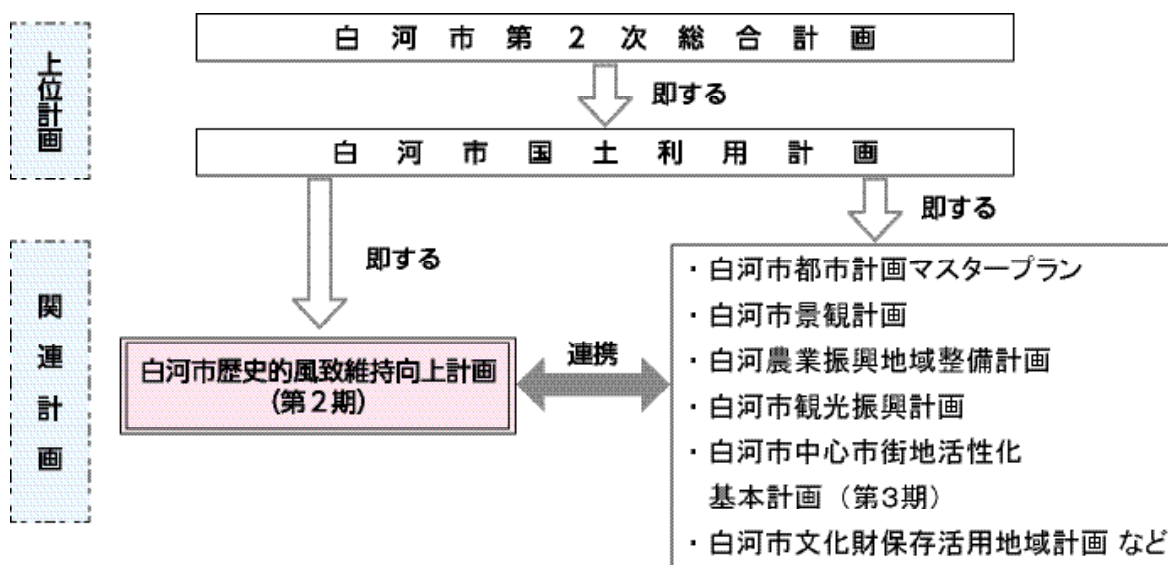 上位計画
白河市第２次総合計画
即する
白河市国土利用計画
即する
即する
関連計画
白河市歴史的風致維持向上計画
（第２期）
連携
・白河市都市計画マスタープラン
・白河市景観計画
・白河農業振興地域整備計画
・白河市観光振興計画
・白河市中心市街地活性化
基本計画（第３期）
・白河市文化財保存活用地域計画 など